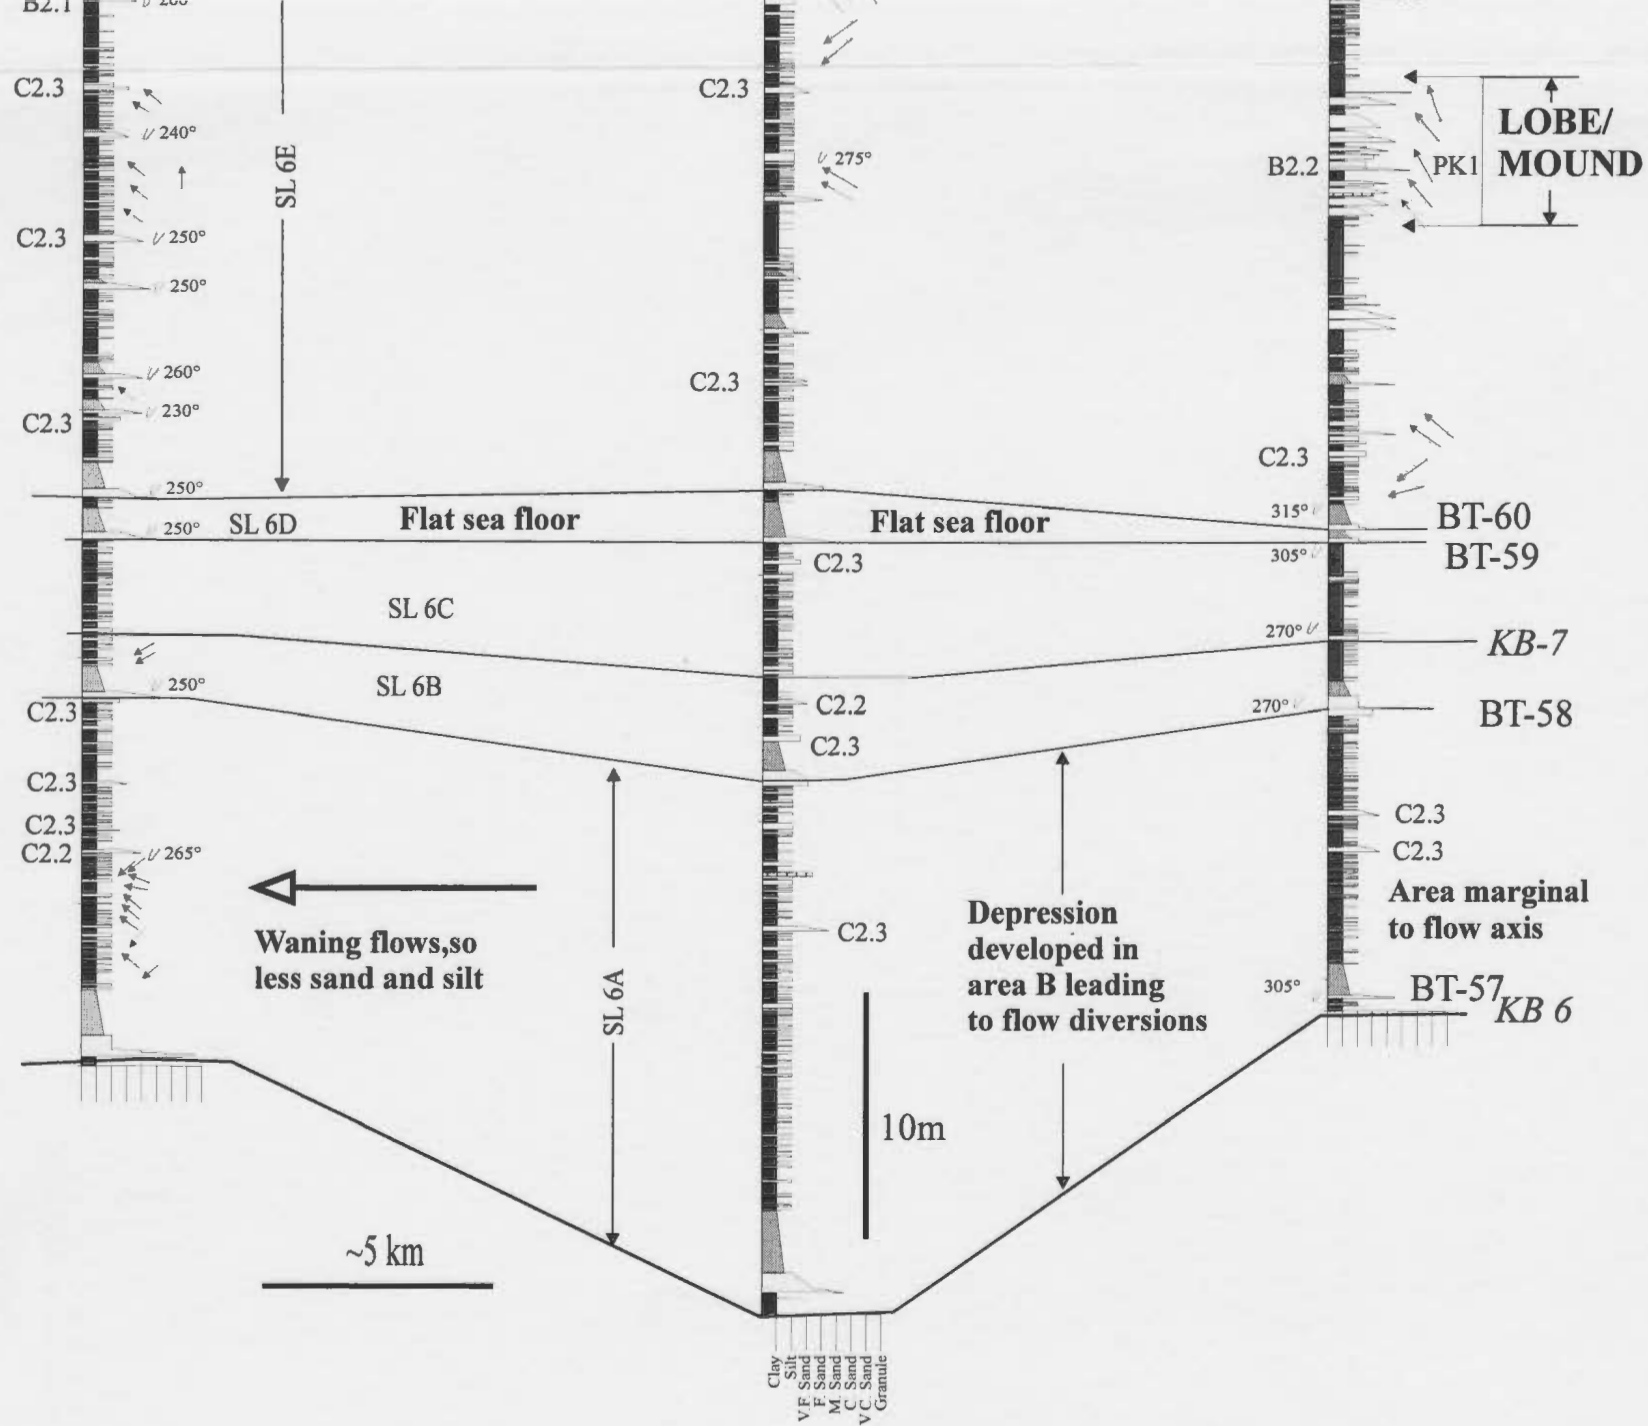 B2.1
C2.3
240°
C2.3
250°
250°
260°
C2.3
230°
250°
250°
SL 6E
SL 6D
Flat sea floor
Flat sea floor
SL 6C
SL 6B
250°
C2.3
C2.3
C2.3
C2.2
265°
Waning flows,so
less sand and silt
SL 6A
~5 km
C2.3
275°
C2.3
C2.3
C2.2
C2.3
C2.3
Depression
developed in
area B leading
to flow diversions
10m
Clay
Silt
V.F. Sand
F. Sand
M. Sand
C. Sand
V C. Sand
Granule
B2.2
PK1
LOBE/
MOUND
C2.3
315°
BT-60
305°
BT-59
270°
KB-7
270°
BT-58
C2.3
C2.3
Area marginal
to flow axis
305°
BT-57
KB 6